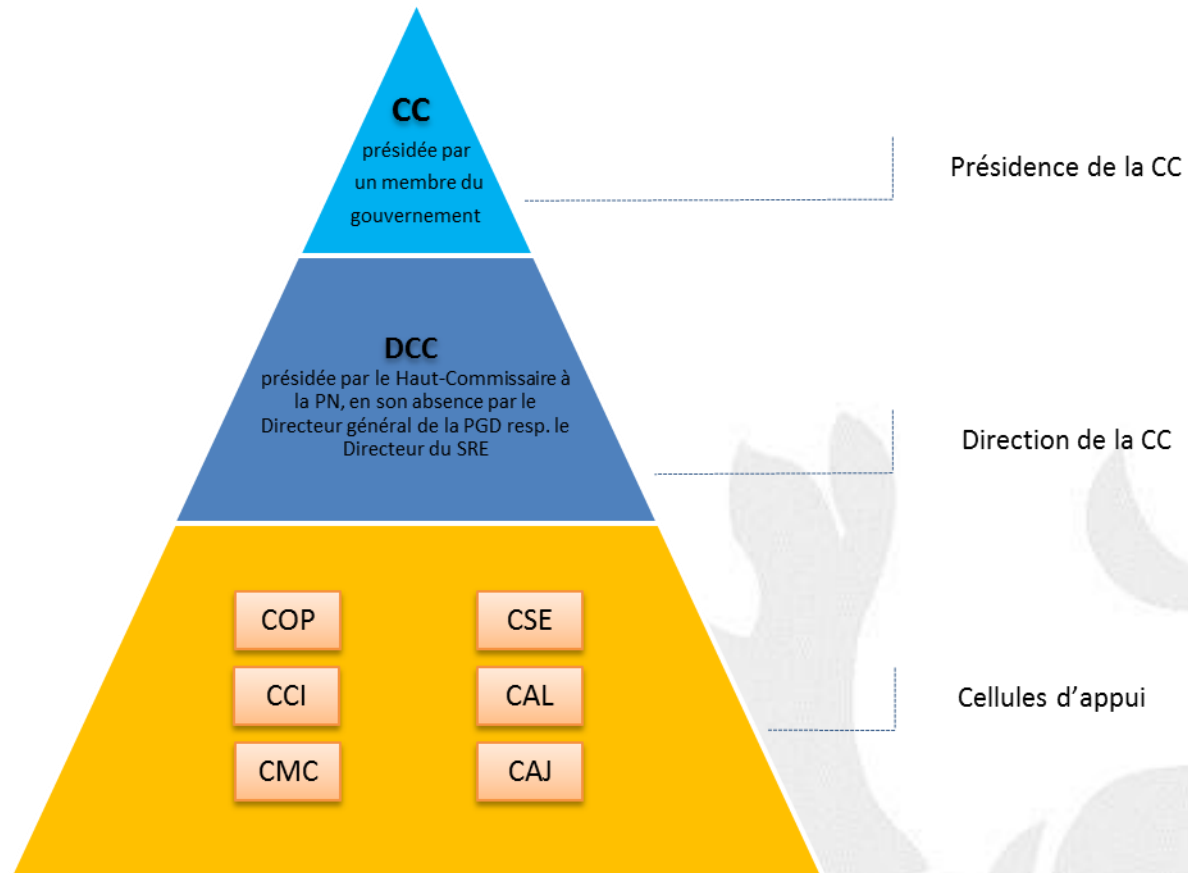 CC
présidée par
un membre du
gouvernement
Présidence de la CC
DCC
présidée par le Haut-Commissaire à
la PN, en son absence par le
Directeur général de la PGD resp. le
Directeur du SRE
Direction de la CC
COP
CSE
CCI
CAL
CMC
CAJ
Cellules d’appui